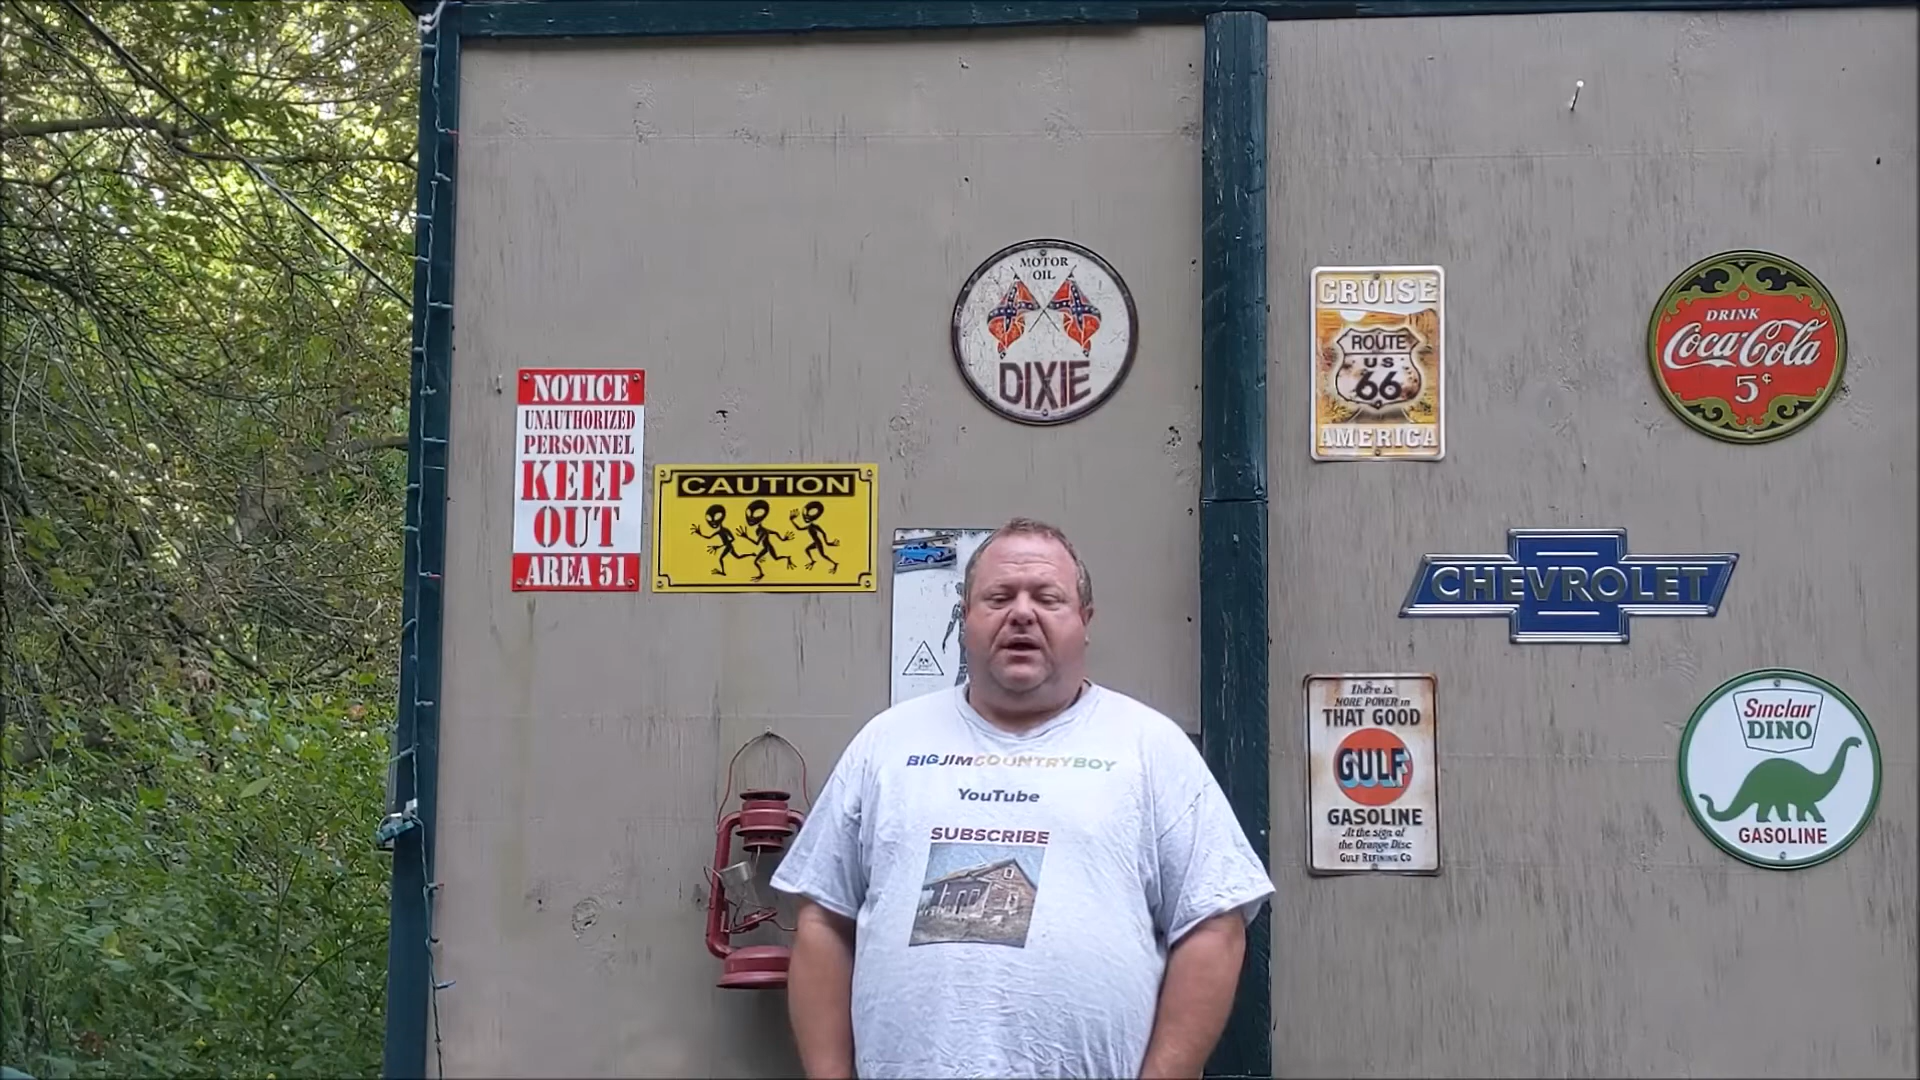 NOTICE
UNAUTHORIZED
PERSONNEL
KEEP
OUT
AREA 51
CAUTION
MOTOR
OIL
DIXIE
CRUISE
ROUTE
US
66
AMERICA
DRINK
Coca-Cola
5¢
CHEVROLET
There is
MORE POWER in
THAT GOOD
GULF
GASOLINE
At the sign of
the Orange Disc
GULF REFINING CO
Sinclair
DINO
GASOLINE
BIGJIMCOUNTRYBOY
YouTube
SUBSCRIBE